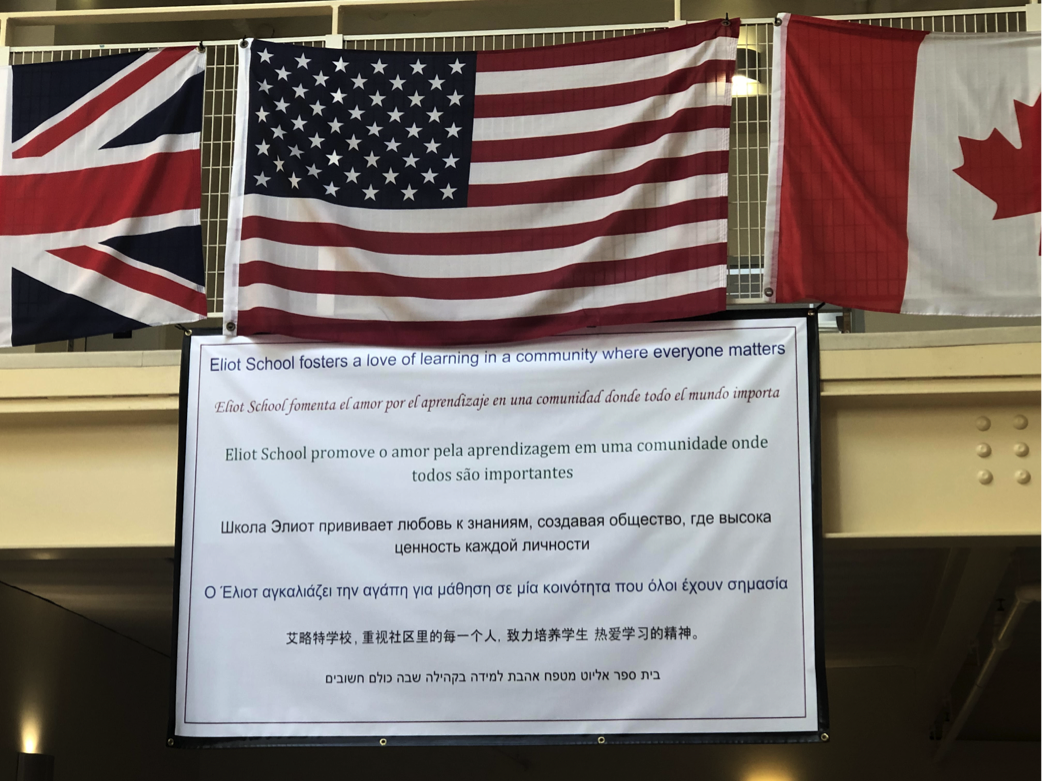 Eliot School fosters a love of learning in a community where everyone matters
Eliot School fomenta el amor por el aprendizaje en una comunidad donde todo el mundo importa
Eliot School promove o amor pela aprendizagem em uma comunidade onde
todos são importantes
Школа Элиот прививает любовь к знаниям, создавая общество, где высока
ценность каждой личности
Ο Έλιοτ αγκαλιάζει την αγάπη για μάθηση σε μία κοινότητα που όλοι έχουν σημασία
艾略特学校, 重视社区里的每一个人, 致力培养学生 热爱学习的精神。
בית ספר אליוט מטפח אהבת למידה בקהילה שבה כולם חשובים